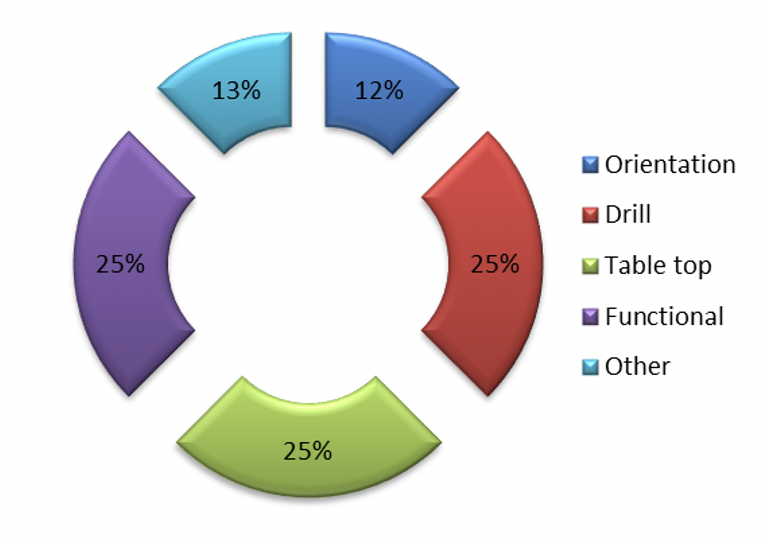 13%
12%
25%
25%
25%
Orientation
Drill
Table top
Functional
Other